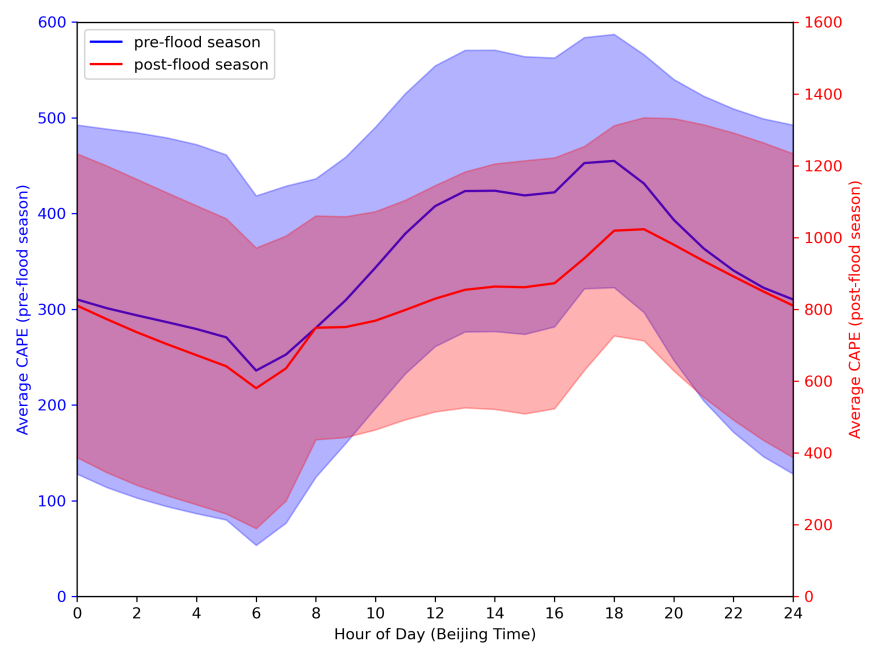 pre-flood season
post-flood season
600
500
400
300
200
100
0
Average CAPE (pre-flood season)
1600
1400
1200
1000
800
600
400
200
0
Average CAPE (post-flood season)
0 2 4 6 8 10 12 14 16 18 20 22 24
Hour of Day (Beijing Time)